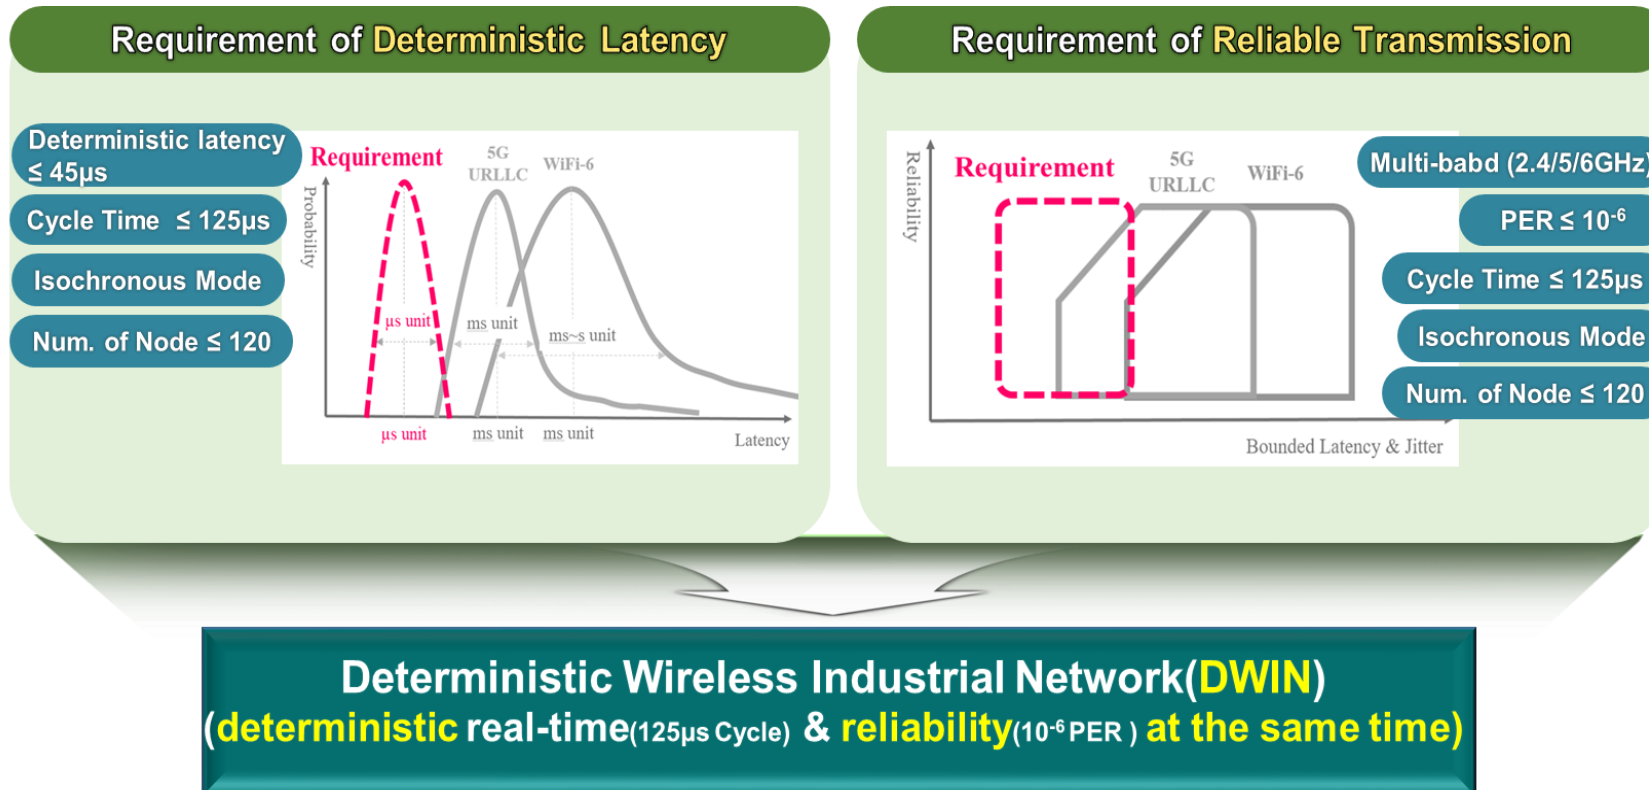 Requirement of Deterministic Latency
Deterministic latency
≤ 45µs
Cycle Time ≤ 125µs
Isochronous Mode
Num. of Node ≤ 120
Requirement
5G
URLLC
WiFi-6
Probability
µs unit
ms unit
ms~s unit
µs unit
ms unit
ms unit
Latency
Requirement of Reliable Transmission
Reliability
Requirement
5G
URLLC
WiFi-6
Bounded Latency & Jitter
Multi-babd (2.4/5/6GHz)
PER ≤ 10⁻⁶
Cycle Time ≤ 125µs
Isochronous Mode
Num. of Node ≤ 120
Deterministic Wireless Industrial Network(DWIN)
(deterministic real-time(125µs Cycle) & reliability(10⁻⁶ PER ) at the same time)